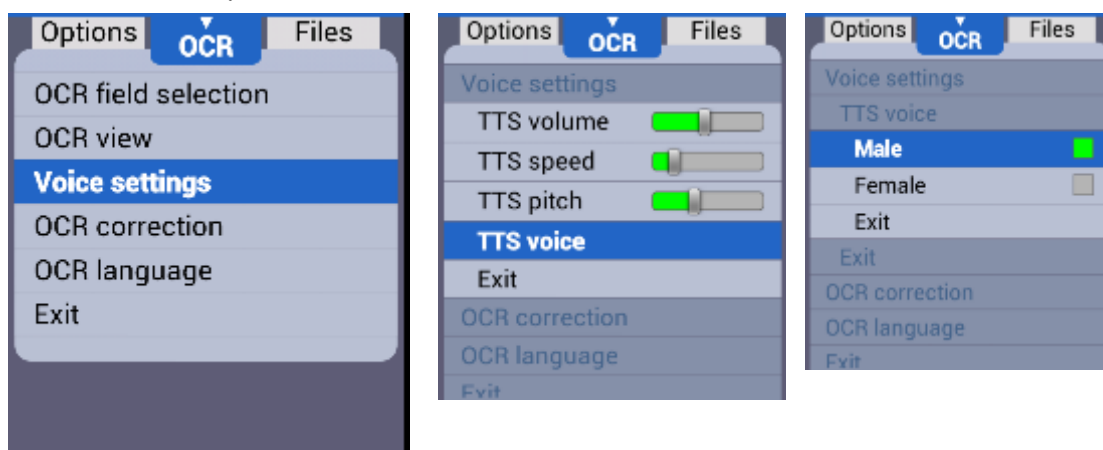 Options OCR Files
OCR field selection
OCR view
Voice settings
OCR correction
OCR language
Exit
Options OCR Files
Voice settings
TTS volume
TTS speed
TTS pitch
TTS voice
Exit
OCR correction
OCR language
Exit
Options OCR Files
Voice settings
TTS voice
Male
Female
Exit
Exit
OCR correction
OCR language
Exit